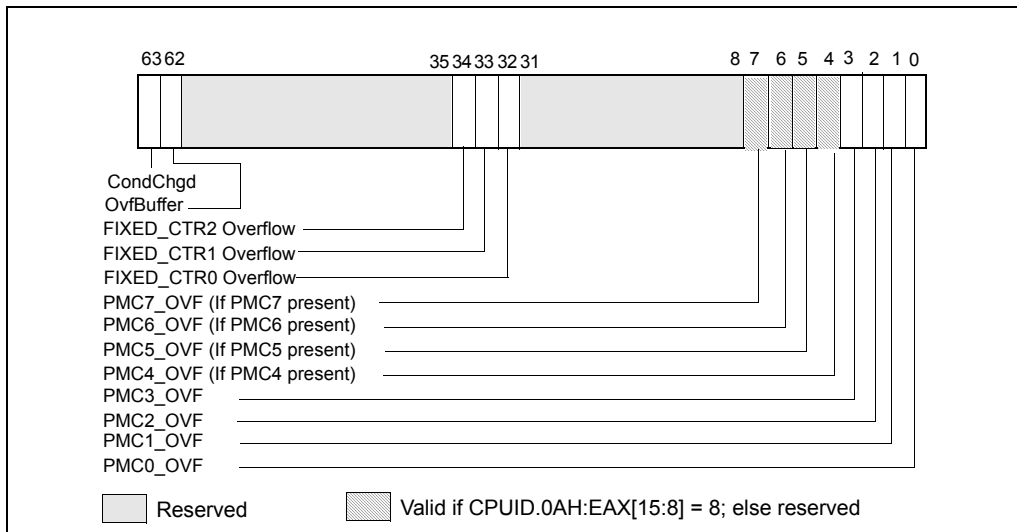 63 62 35 34 33 32 31 8 7 6 5 4 3 2 1 0
CondChgd
OvfBuffer
FIXED_CTR2 Overflow
FIXED_CTR1 Overflow
FIXED_CTR0 Overflow
PMC7_OVF (If PMC7 present)
PMC6_OVF (If PMC6 present)
PMC5_OVF (If PMC5 present)
PMC4_OVF (If PMC4 present)
PMC3_OVF
PMC2_OVF
PMC1_OVF
PMC0_OVF
Reserved Valid if CPUID.0AH:EAX[15:8] = 8; else reserved